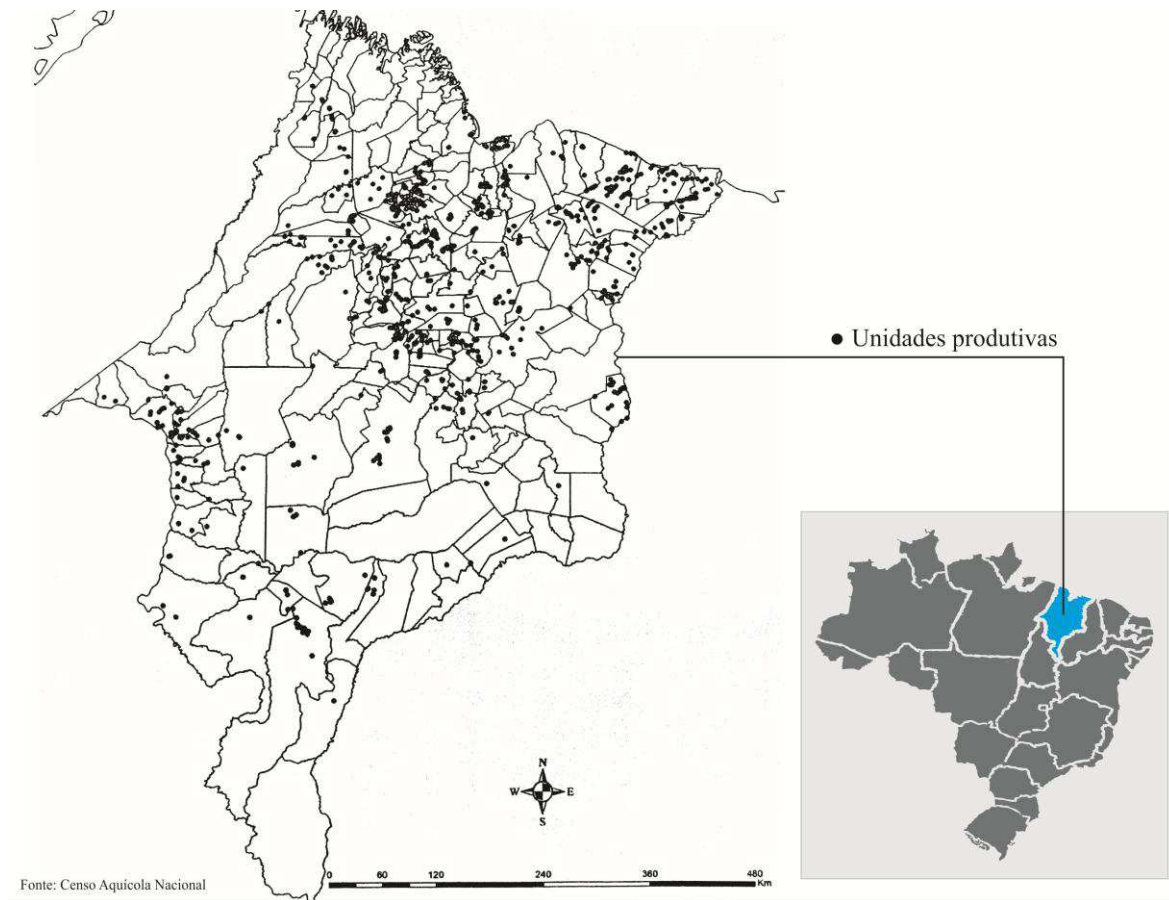 ● Unidades produtivas
N
W E
S
Fonte: Censo Aquícola Nacional
0 60 120 240 360 480
Km